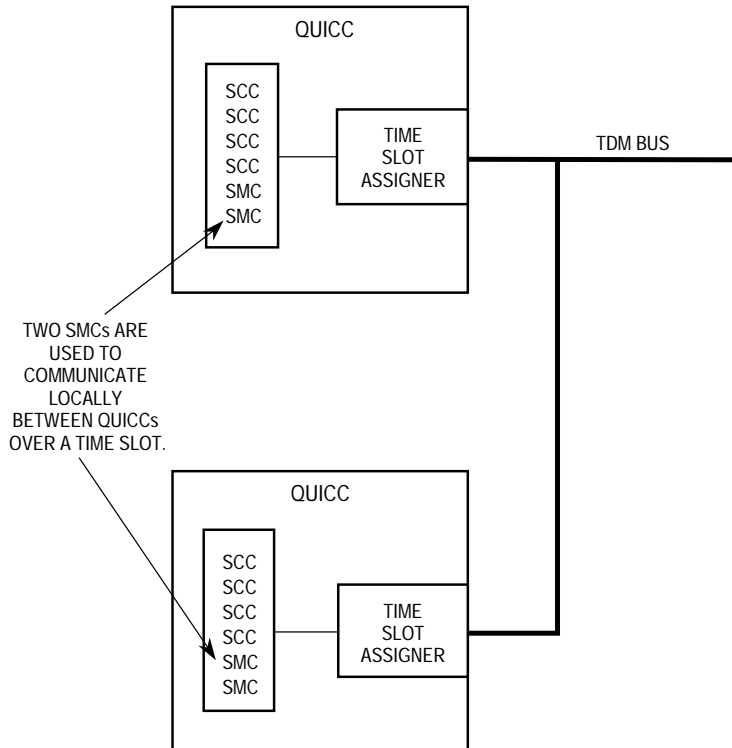 QUICC
SCC
SCC
SCC
SCC
SMC
SMC
TIME
SLOT
ASSIGNER
TDM BUS
TWO SMCs ARE
USED TO
COMMUNICATE
LOCALLY
BETWEEN QUICCs
OVER A TIME SLOT.
QUICC
SCC
SCC
SCC
SCC
SMC
SMC
TIME
SLOT
ASSIGNER